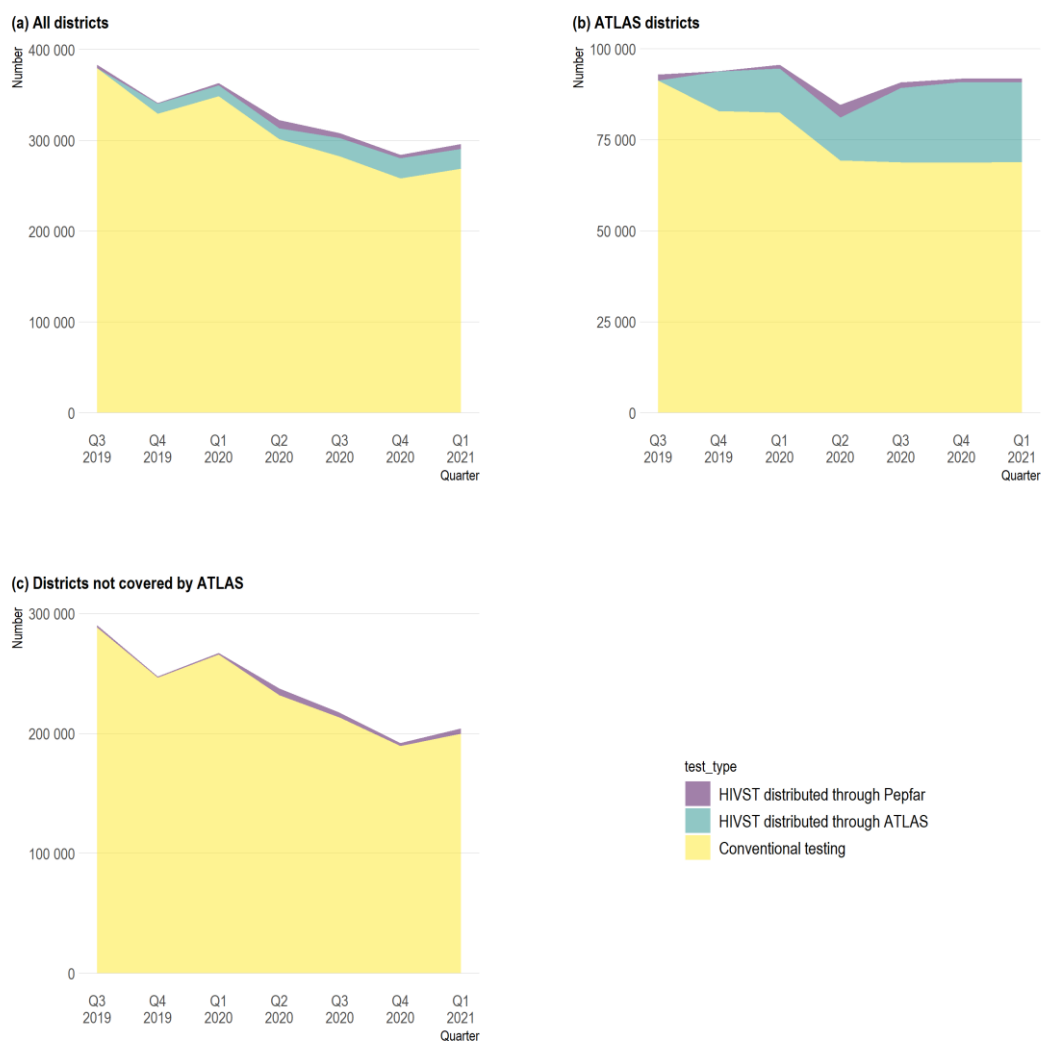 (a) All districts
Number
400 000
300 000
200 000
100 000
0
Q3 2019
Q4 2019
Q1 2020
Q2 2020
Q3 2020
Q4 2020
Q1 2021
Quarter
(b) ATLAS districts
Number
100 000
75 000
50 000
25 000
0
Q3 2019
Q4 2019
Q1 2020
Q2 2020
Q3 2020
Q4 2020
Q1 2021
Quarter
(c) Districts not covered by ATLAS
Number
300 000
200 000
100 000
0
Q3 2019
Q4 2019
Q1 2020
Q2 2020
Q3 2020
Q4 2020
Q1 2021
Quarter
test_type
HIVST distributed through Pepfar
HIVST distributed through ATLAS
Conventional testing